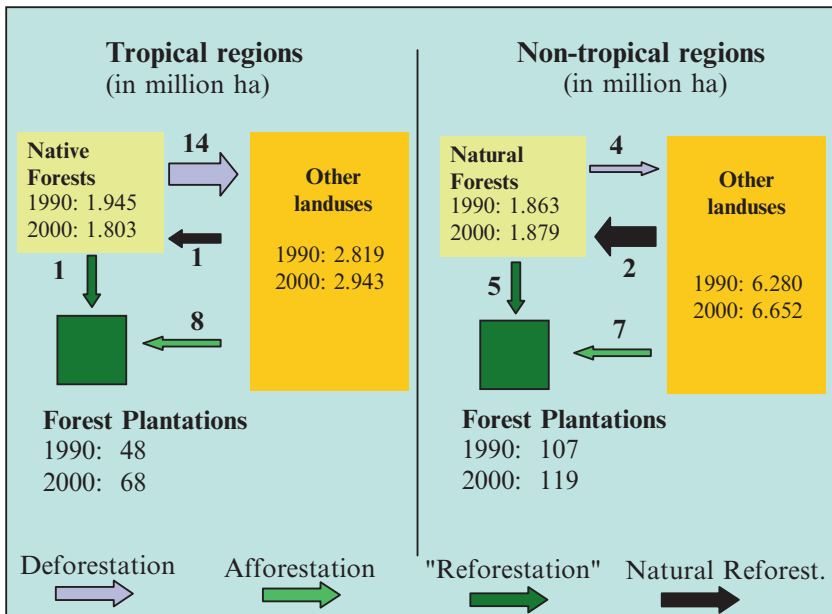 Tropical regions
(in million ha)
Native
Forests
1990: 1.945
2000: 1.803
14
Other
landuses
1990: 2.819
2000: 2.943
1
1
8
Forest Plantations
1990: 48
2000: 68
Non-tropical regions
(in million ha)
Natural
Forests
1990: 1.863
2000: 1.879
4
Other
landuses
1990: 6.280
2000: 6.652
2
5
7
Forest Plantations
1990: 107
2000: 119
Deforestation
Afforestation
"Reforestation"
Natural Reforest.